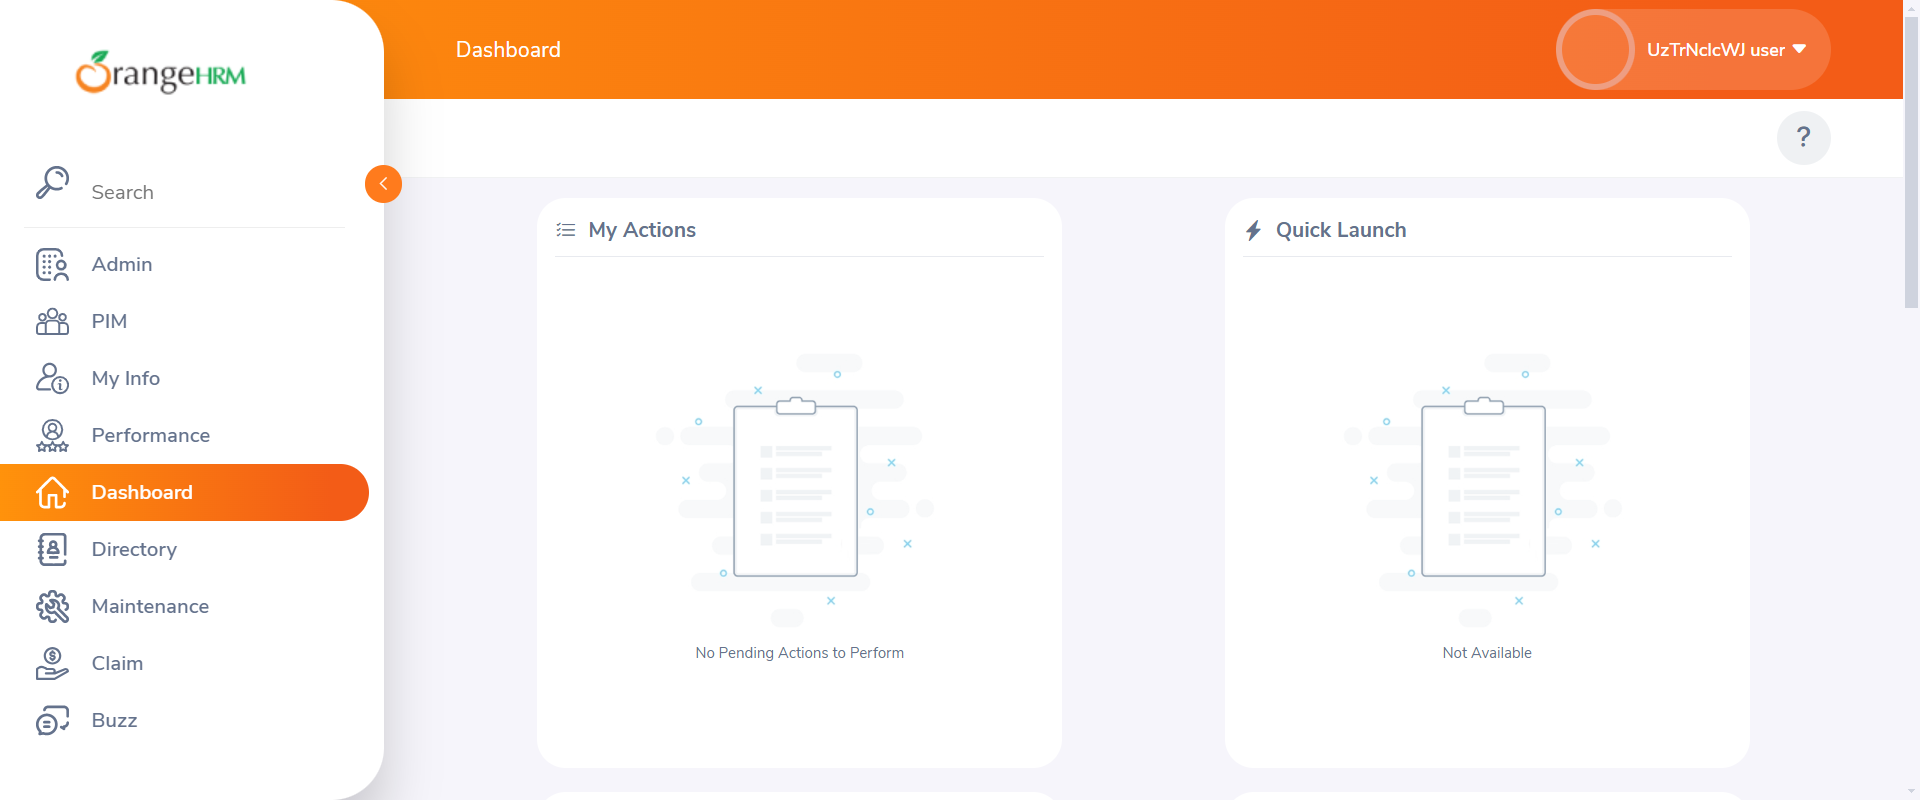 OrangeHRM
Search
Admin
PIM
My Info
Performance
Dashboard
Directory
Maintenance
Claim
Buzz
Dashboard
UzTrNcIcWJ user
?
My Actions
No Pending Actions to Perform
Quick Launch
Not Available